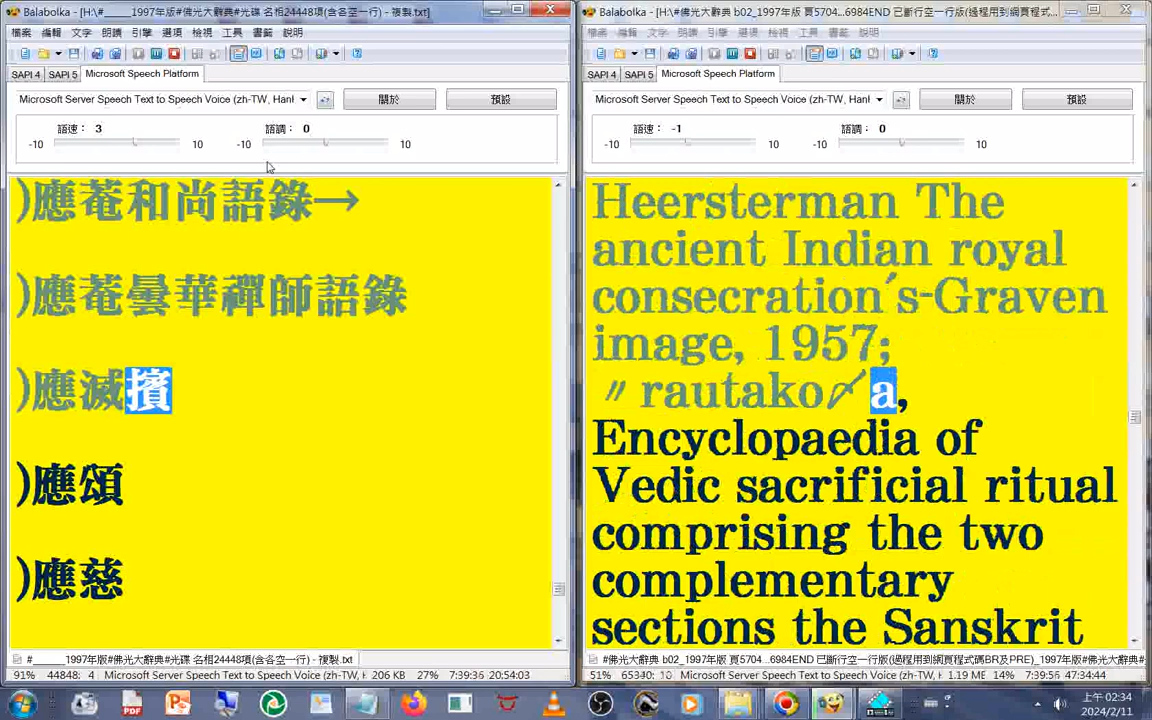 Balabolka - [H:\#_____1997年版#佛光大辭典#光碟 名相24448項(含各空一行) - 複製.txt]
檔案 編輯 文字 朗讀 引擎 選項 檢視 工具 書籤 說明
SAPI 4 SAPI 5 Microsoft Speech Platform
Microsoft Server Speech Text to Speech Voice (zh-TW, Hanl
關於 預設
語速： 3 語調： 0
-10 10 -10 10
)應菴和尚語錄→
)應菴曇華禪師語錄
)應滅擯
)應頌
)應慈
#_____1997年版#佛光大辭典#光碟 名相24448項(含各空一行) - 複製.txt
91% 44848: 4 Microsoft Server Speech Text to Speech Voice (zh-TW, H 206 KB 27% 7:39:36 20:54:03
Balabolka - [H:\#佛光大辭典 b02_1997年版 頁5704...6984END 已斷行空一行版(過程用到網頁程式...
檔案 編輯 文字 朗讀 引擎 選項 檢視 工具 書籤 說明
SAPI 4 SAPI 5 Microsoft Speech Platform
Microsoft Server Speech Text to Speech Voice (zh-TW, Hanl
關於 預設
語速： -1 語調： 0
-10 10 -10 10
Heersterman The
ancient Indian royal
consecration′s-Graven
image, 1957;
〃rautako〆a,
Encyclopaedia of
Vedic sacrificial ritual
comprising the two
complementary
sections the Sanskrit
#佛光大辭典 b02_1997年版 頁5704...6984END 已斷行空一行版(過程用到網頁程式碼BR及PRE)_1997年版#
51% 65340: 10 Microsoft Server Speech Text to Speech Voice (zh-TW, H 1.19 MB 14% 7:39:56 47:34:44
上午 02:34
2024/2/11